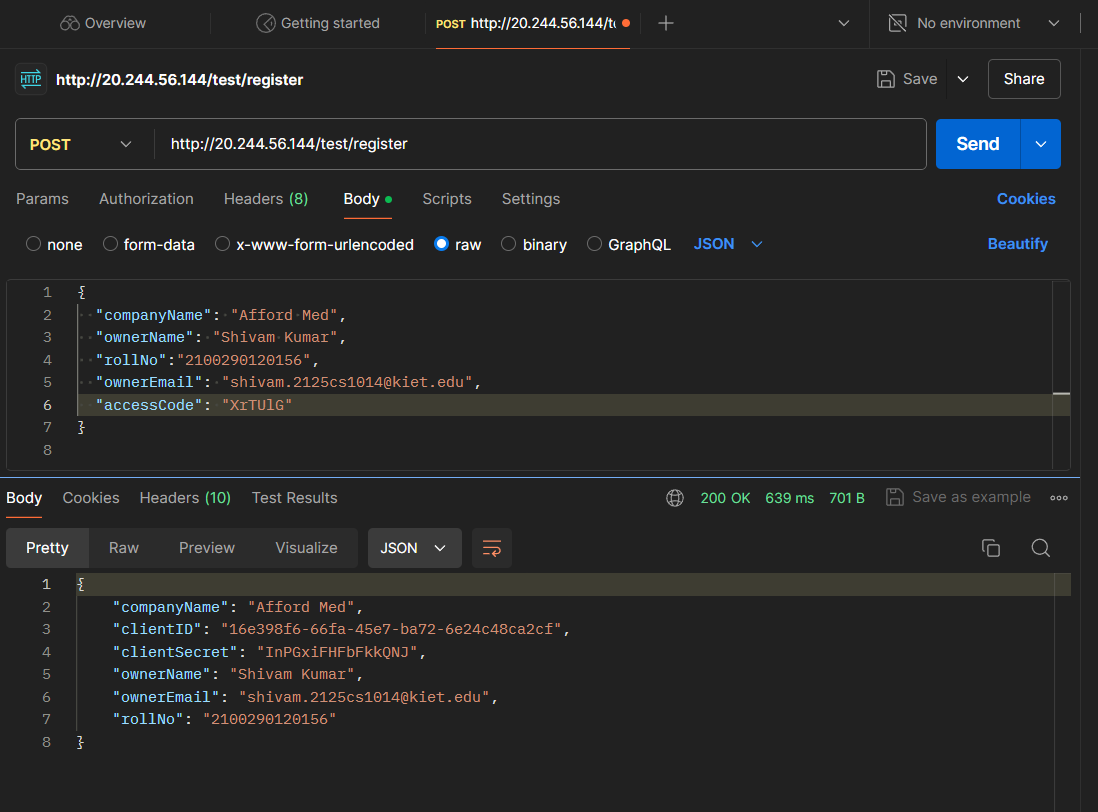 Overview Getting started POST http://20.244.56.144/te No environment
HTTP http://20.244.56.144/test/register Save Share
POST http://20.244.56.144/test/register Send
Params Authorization Headers (8) Body Scripts Settings Cookies
none form-data x-www-form-urlencoded raw binary GraphQL JSON Beautify
1 {
2 "companyName": "Afford Med",
3 "ownerName": "Shivam Kumar",
4 "rollNo":"2100290120156",
5 "ownerEmail": "shivam.2125cs1014@kiet.edu",
6 "accessCode": "XrTUlG"
7 }
8
Body Cookies Headers (10) Test Results 200 OK 639 ms 701 B Save as example
Pretty Raw Preview Visualize JSON
1 {
2 "companyName": "Afford Med",
3 "clientID": "16e398f6-66fa-45e7-ba72-6e24c48ca2cf",
4 "clientSecret": "InPGxiFHFbFkkQNJ",
5 "ownerName": "Shivam Kumar",
6 "ownerEmail": "shivam.2125cs1014@kiet.edu",
7 "rollNo": "2100290120156"
8 }